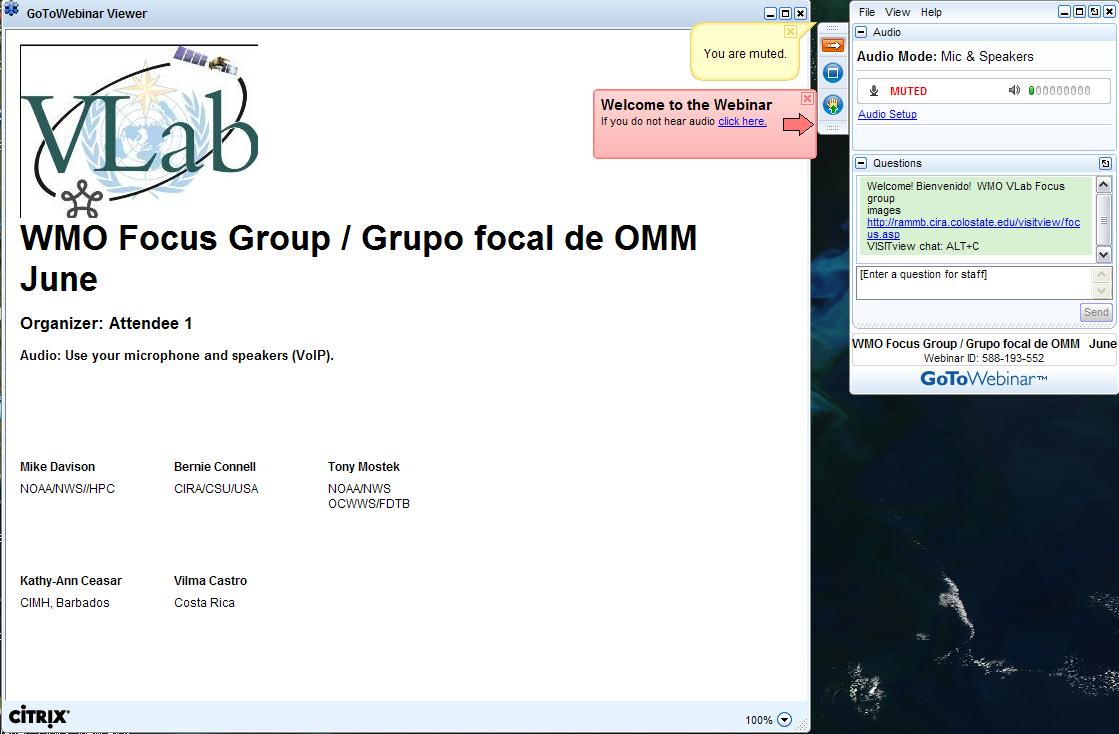 GoToWebinar Viewer
VLab
WMO Focus Group / Grupo focal de OMM
June
Organizer: Attendee 1
Audio: Use your microphone and speakers (VoIP).
Mike Davison
NOAA/NWS//HPC
Bernie Connell
CIRA/CSU/USA
Tony Mostek
NOAA/NWS
OCWWS/FDTB
Kathy-Ann Ceasar
CIMH, Barbados
Vilma Castro
Costa Rica
CITRIX
100%
You are muted.
Welcome to the Webinar
If you do not hear audio click here.
File View Help
Audio
Audio Mode: Mic & Speakers
MUTED
Audio Setup
Questions
Welcome! Bienvenido! WMO VLab Focus
group
images
http://rammb.cira.colostate.edu/visitview/foc
us.asp
VISITview chat: ALT+C
[Enter a question for staff]
Send
WMO Focus Group / Grupo focal de OMM June
Webinar ID: 588-193-552
GoToWebinar™